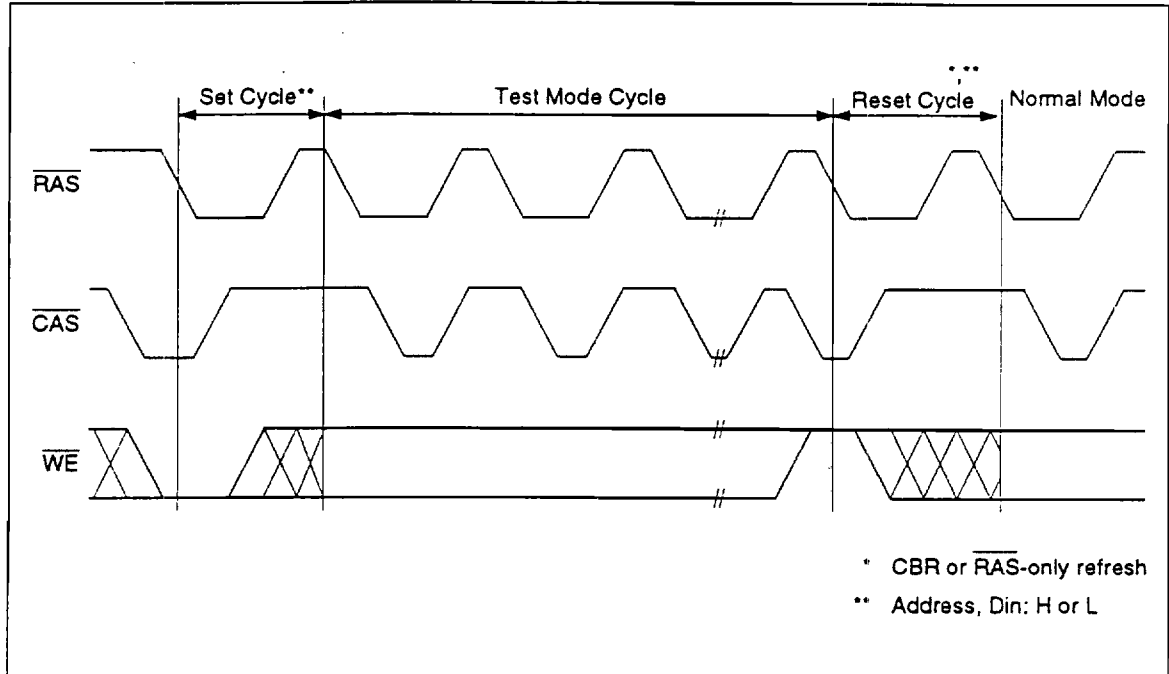 * , **
Set Cycle** Test Mode Cycle Reset Cycle Normal Mode
RAS
CAS
WE
* CBR or RAS-only refresh
** Address, Din: H or L